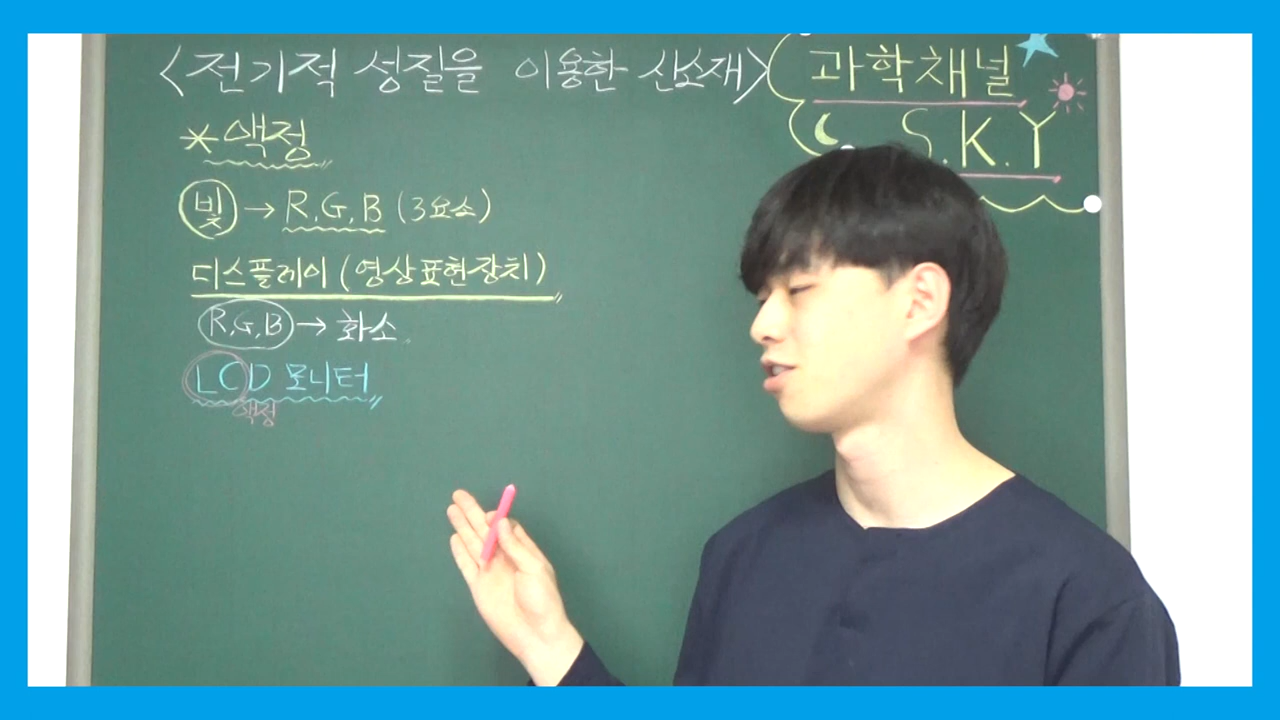 <전기적 성질을 이용한 신소재>
과학채널
S.K.Y
*액정
빛 → R,G,B (3요소)
디스플레이 (영상표현장치)
R,G,B → 화소
LCD 모니터
액정